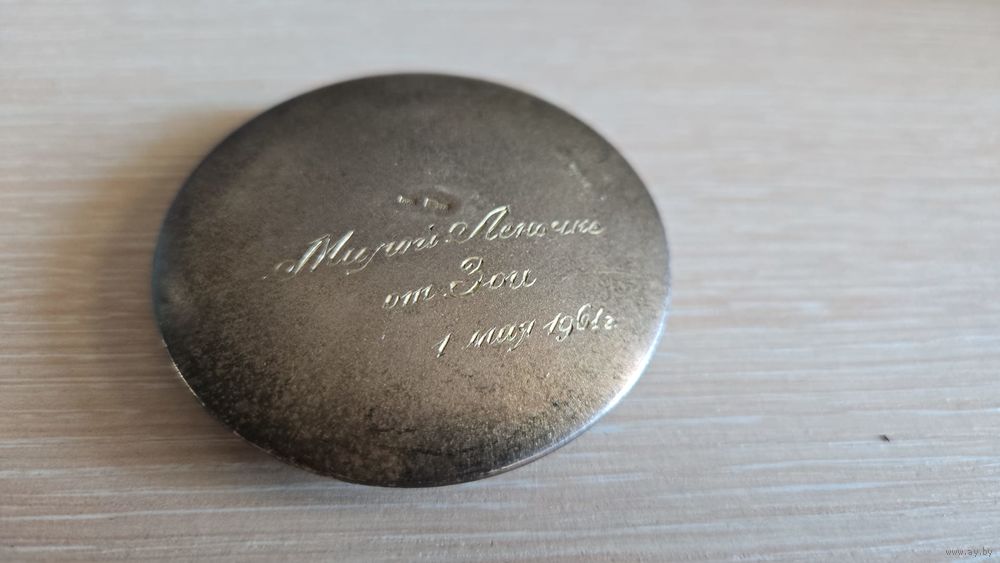 Милой Леночке
от Зои
1 мая 1961г.
www.ay.by